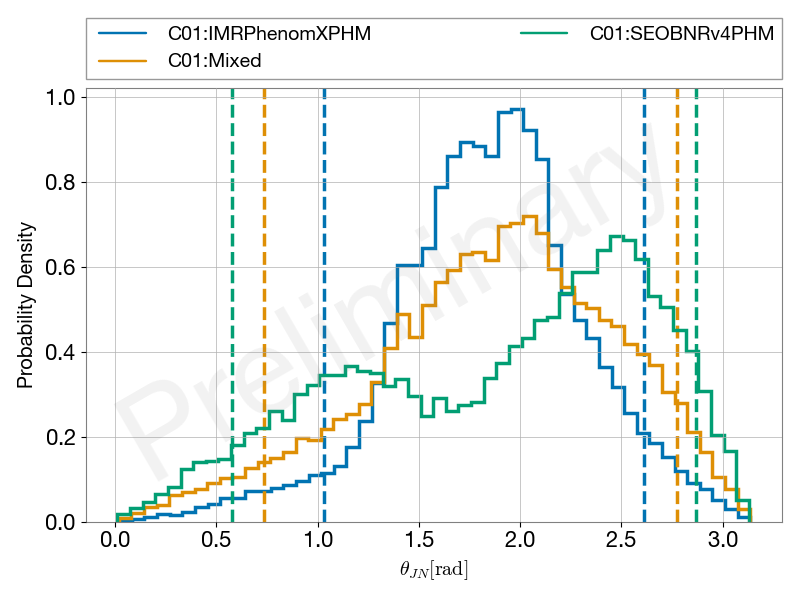 C01:IMRPhenomXPHM C01:SEOBNRv4PHM
C01:Mixed
Preliminary
Probability Density
1.0
0.8
0.6
0.4
0.2
0.0
0.0 0.5 1.0 1.5 2.0 2.5 3.0
θ_JN[rad]